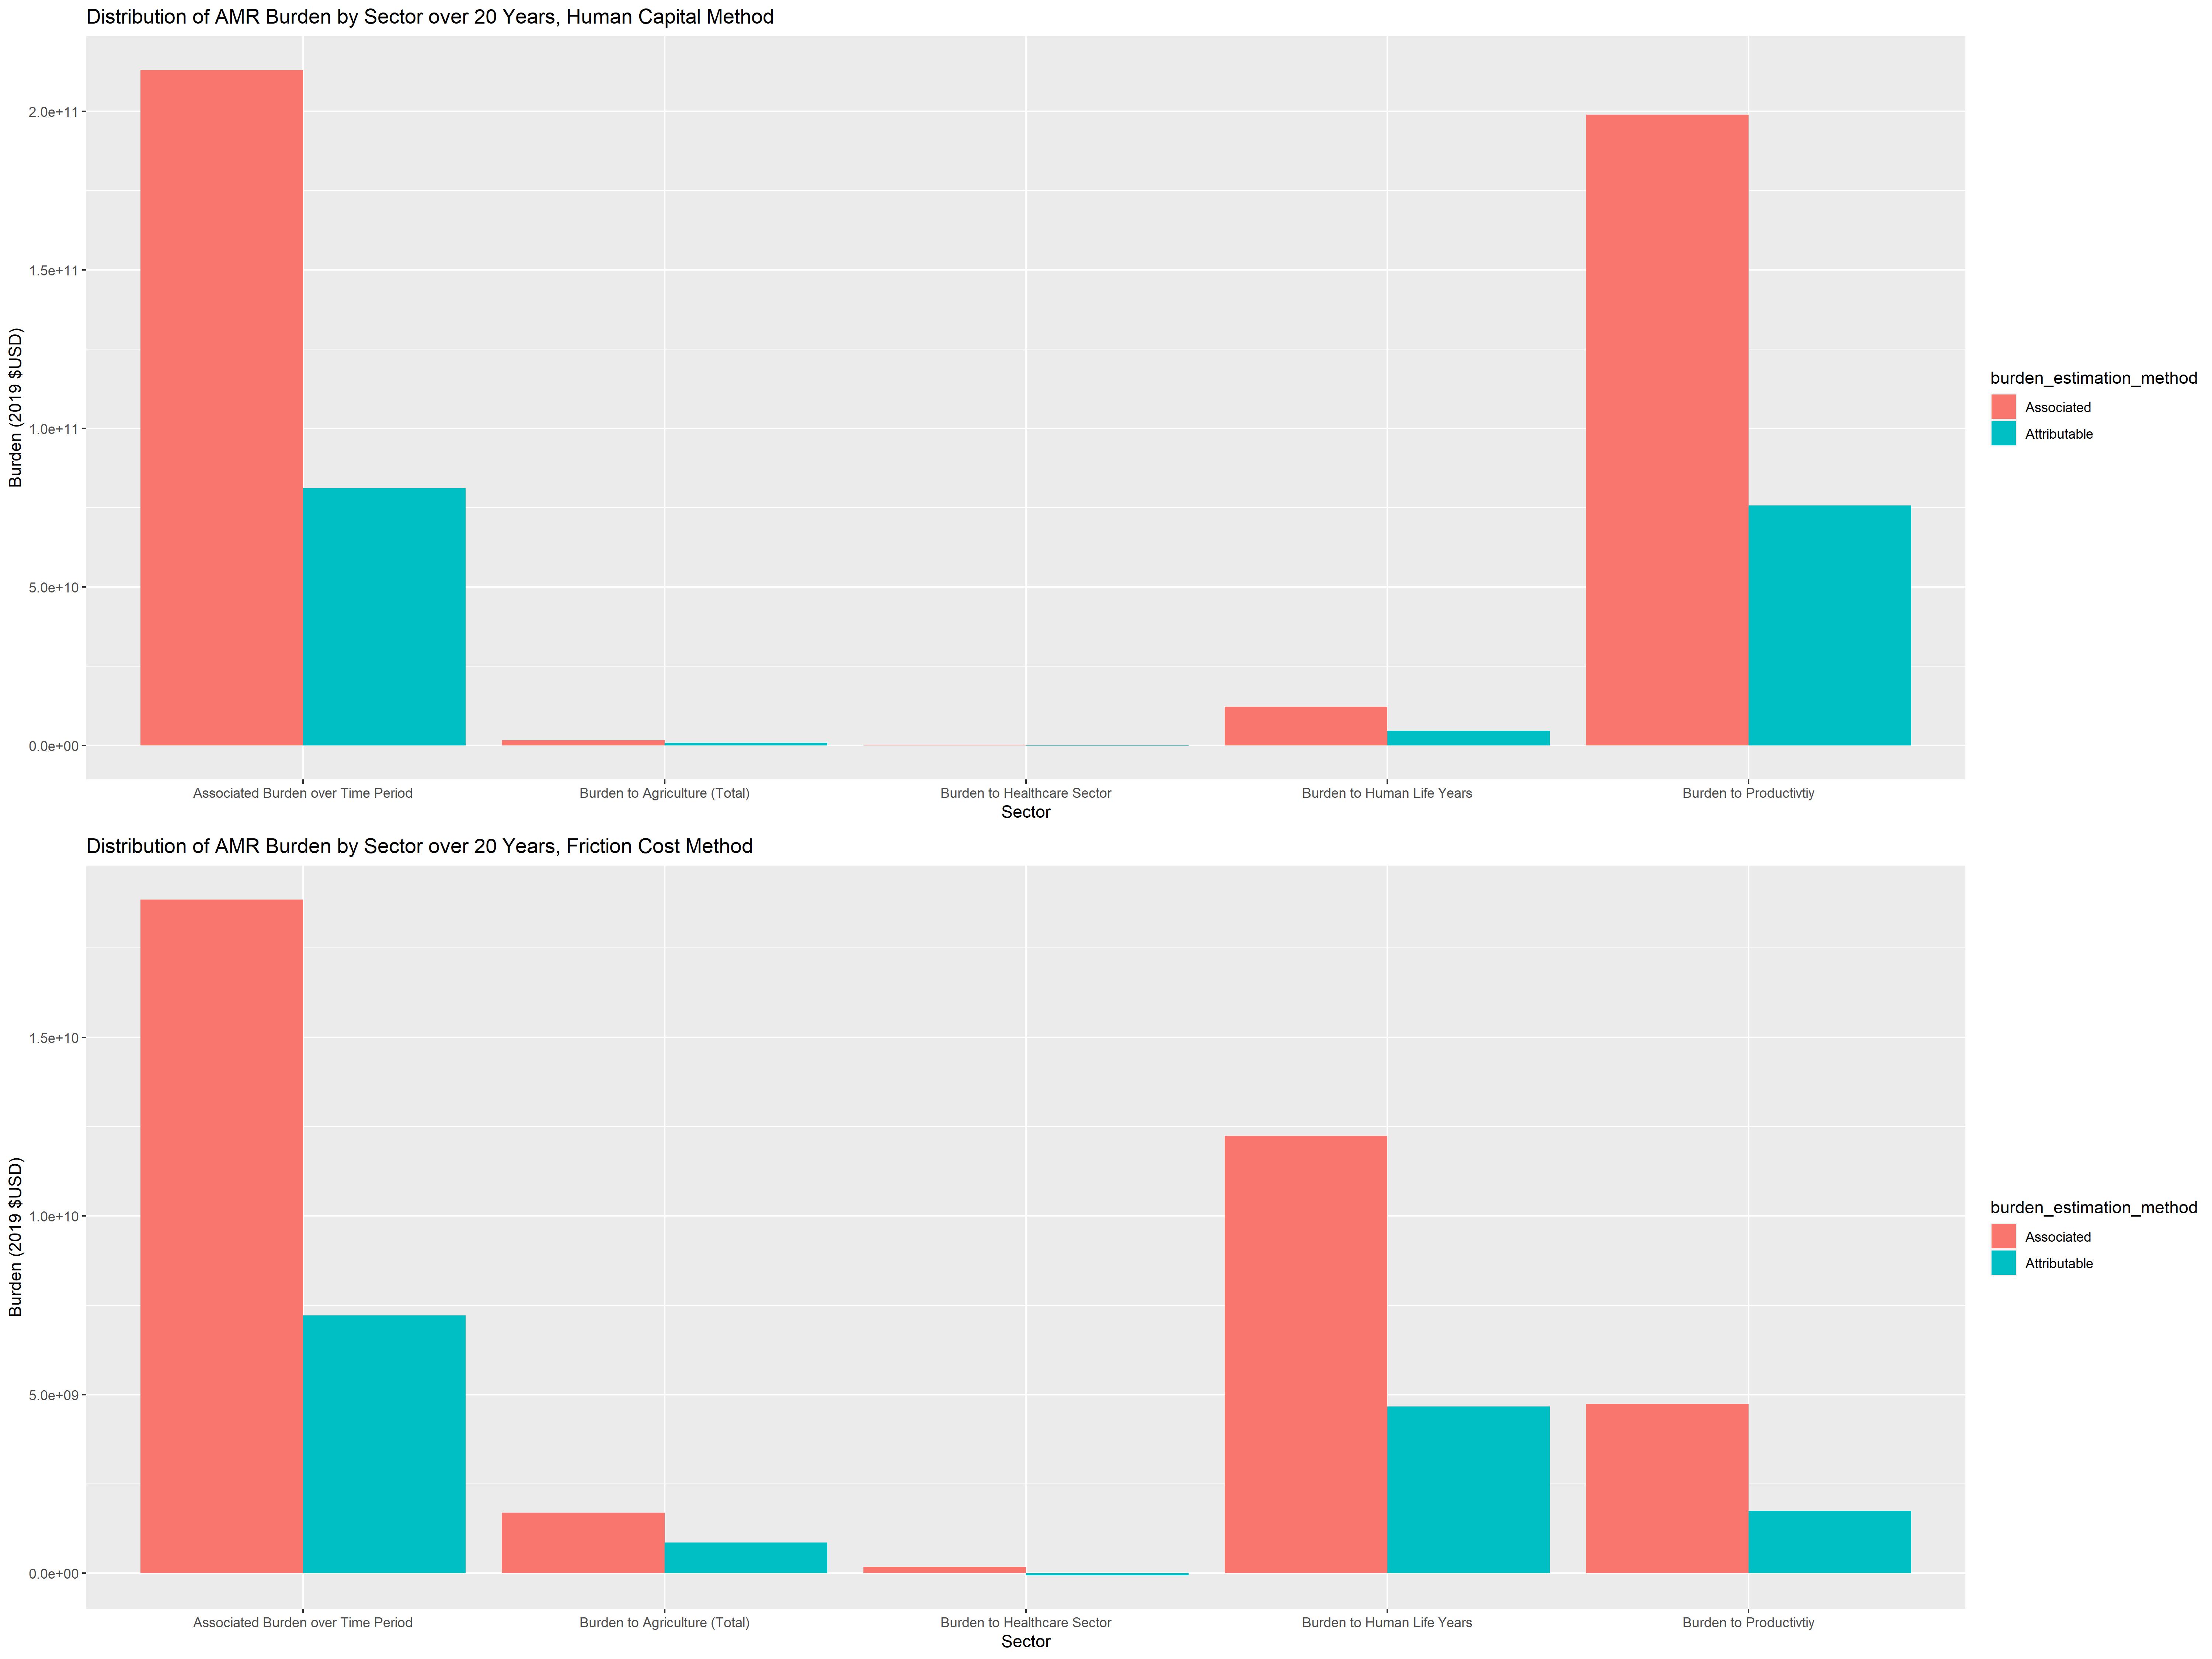 Distribution of AMR Burden by Sector over 20 Years, Human Capital Method
Burden (2019 $USD)
2.0e+11
1.5e+11
1.0e+11
5.0e+10
0.0e+00
Associated Burden over Time Period
Burden to Agriculture (Total)
Burden to Healthcare Sector
Burden to Human Life Years
Burden to Productivtiy
Sector
burden_estimation_method
Associated
Attributable
Distribution of AMR Burden by Sector over 20 Years, Friction Cost Method
Burden (2019 $USD)
1.5e+10
1.0e+10
5.0e+09
0.0e+00
Associated Burden over Time Period
Burden to Agriculture (Total)
Burden to Healthcare Sector
Burden to Human Life Years
Burden to Productivtiy
Sector
burden_estimation_method
Associated
Attributable